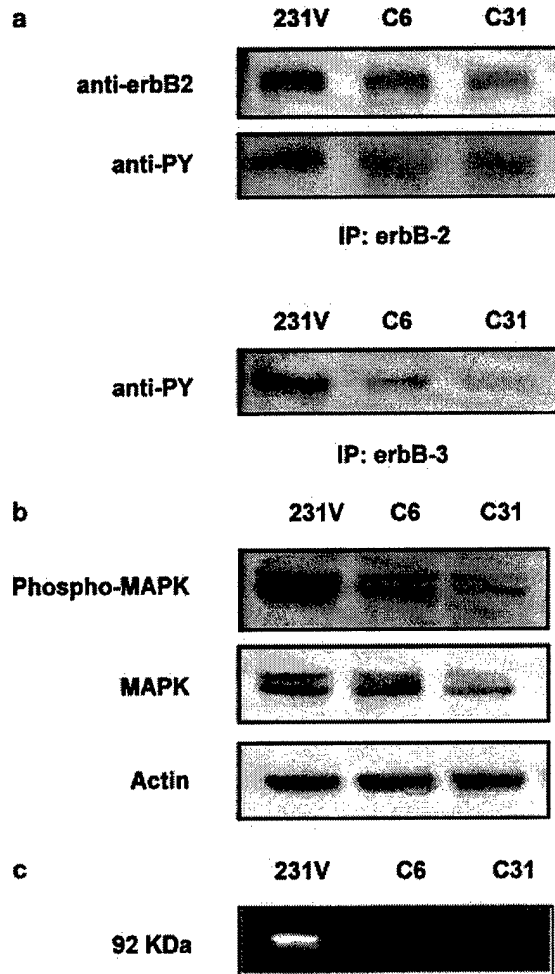 a 231V C6 C31
anti-erbB2
anti-PY
IP: erbB-2
231V C6 C31
anti-PY
IP: erbB-3
b 231V C6 C31
Phospho-MAPK
MAPK
Actin
c 231V C6 C31
92 KDa